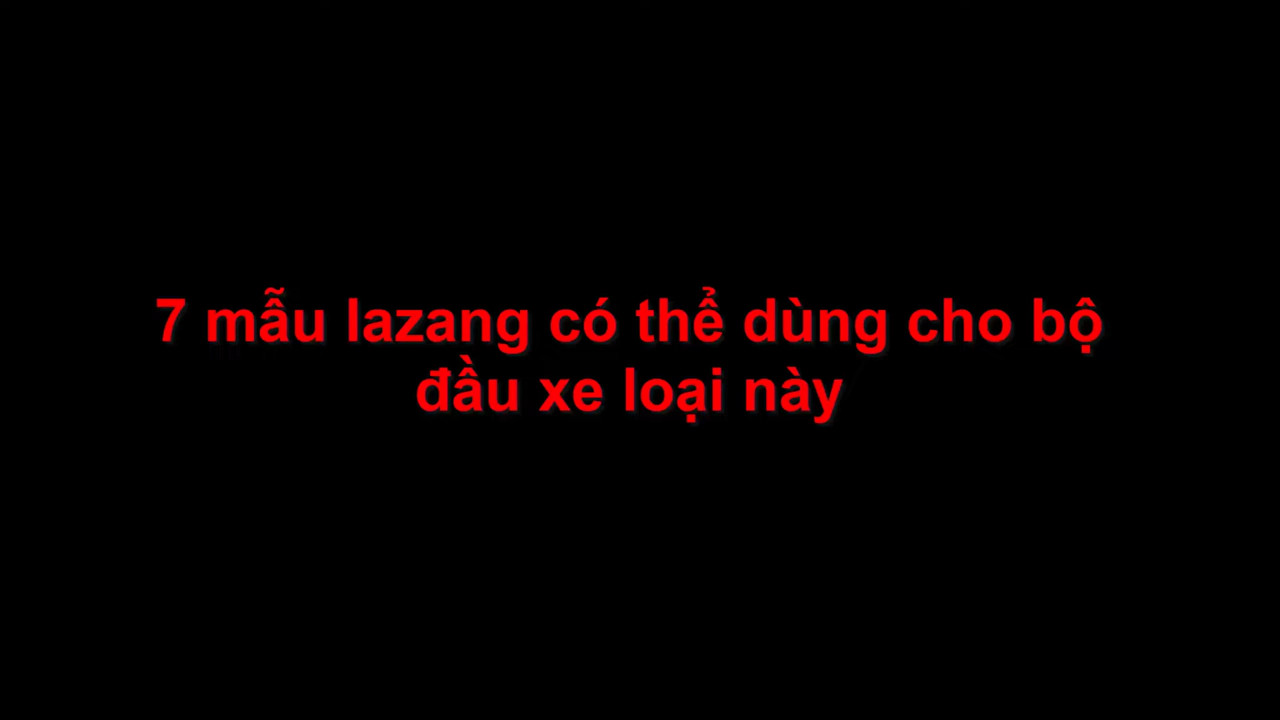 7 mẫu lazang có thể dùng cho bộ
đầu xe loại này